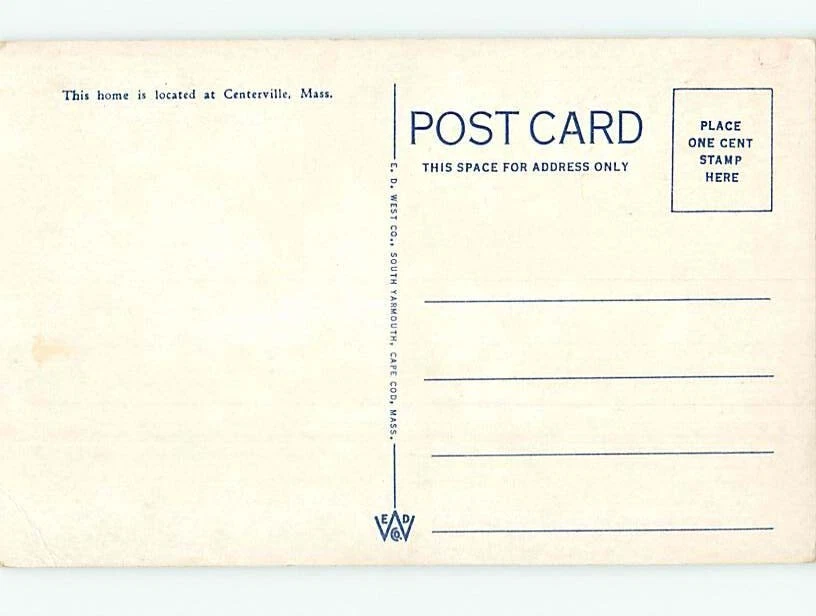 This home is located at Centerville, Mass.
POST CARD
THIS SPACE FOR ADDRESS ONLY
PLACE
ONE CENT
STAMP
HERE
E. D. WEST CO., SOUTH YARMOUTH, CAPE COD, MASS.
E D
W
CO.